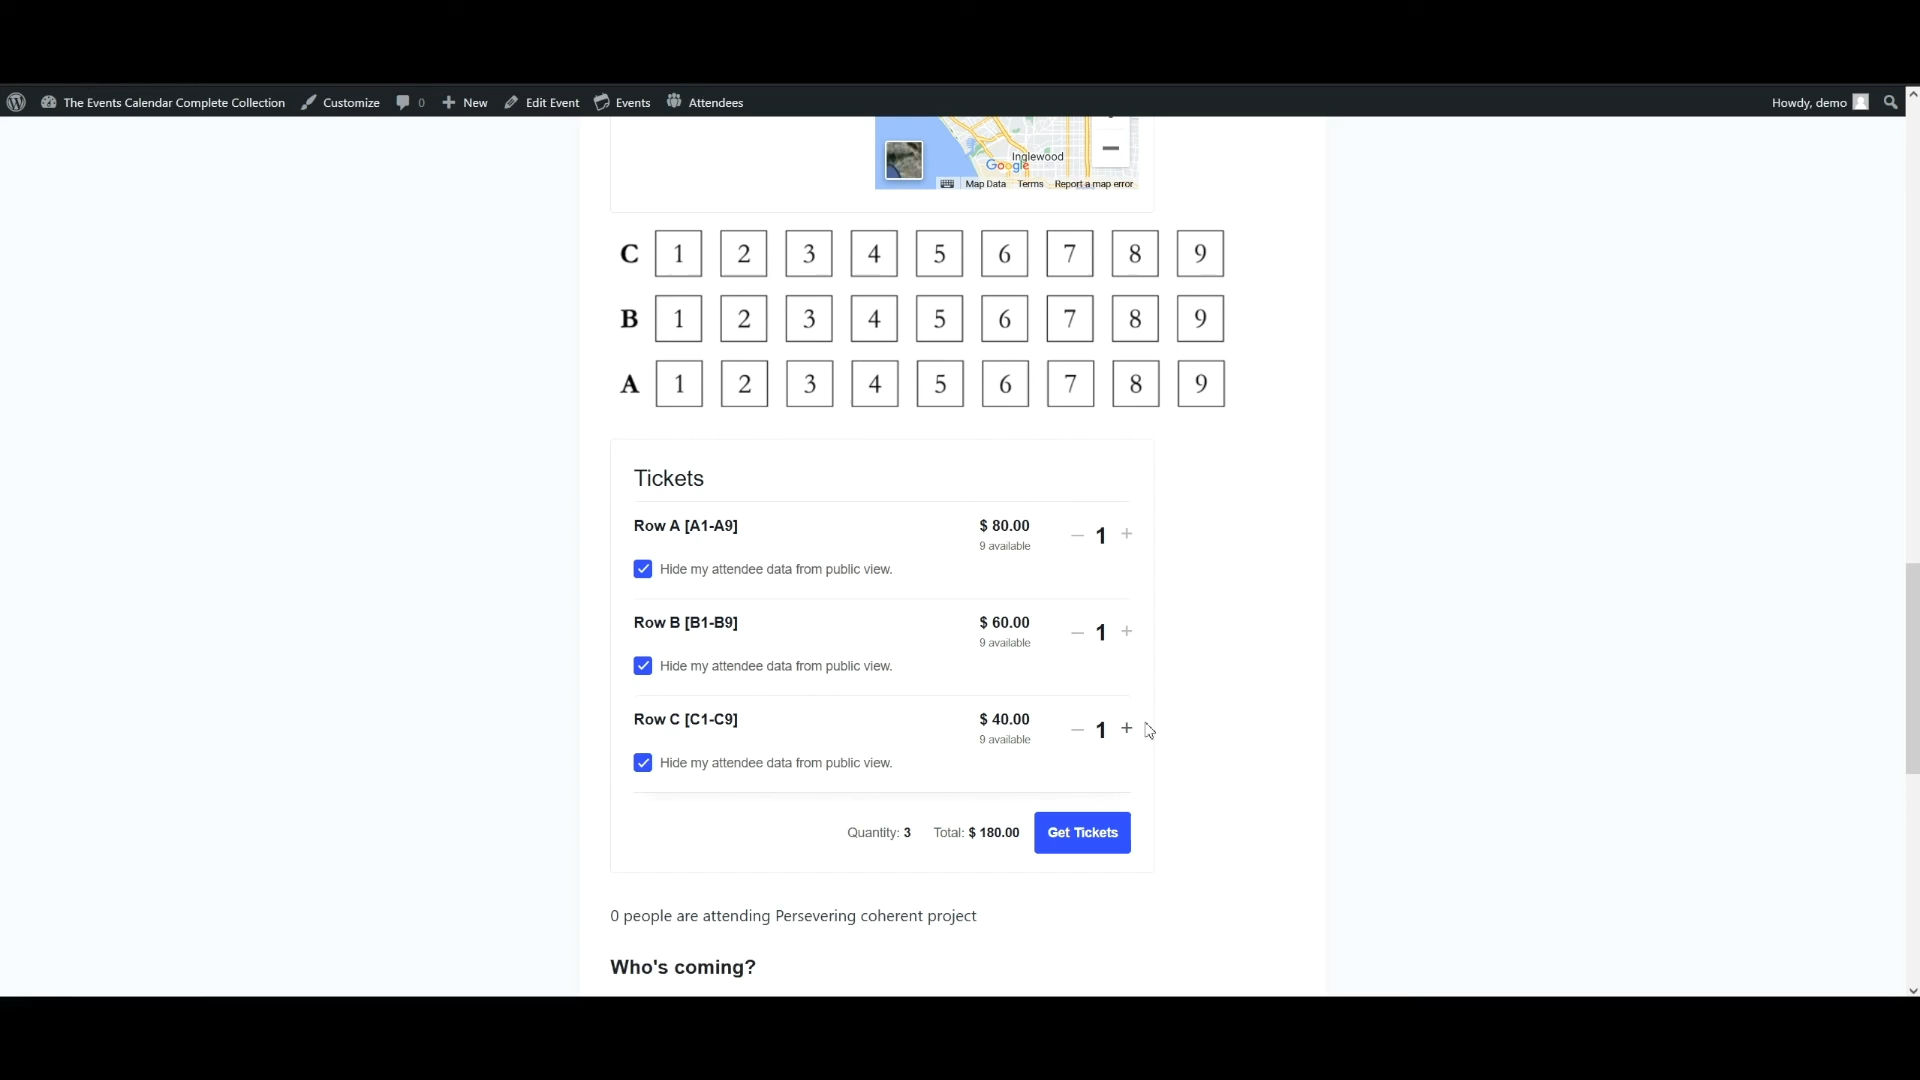 The Events Calendar Complete Collection Customize 0 New Edit Event Events Attendees Howdy, demo
Inglewood
Google
Map Data Terms Report a map error
C 1 2 3 4 5 6 7 8 9
B 1 2 3 4 5 6 7 8 9
A 1 2 3 4 5 6 7 8 9
Tickets
Row A [A1-A9] $ 80.00 — 1 +
9 available
Hide my attendee data from public view.
Row B [B1-B9] $ 60.00 — 1 +
9 available
Hide my attendee data from public view.
Row C [C1-C9] $ 40.00 — 1 +
9 available
Hide my attendee data from public view.
Quantity: 3 Total: $ 180.00 Get Tickets
0 people are attending Persevering coherent project
Who's coming?